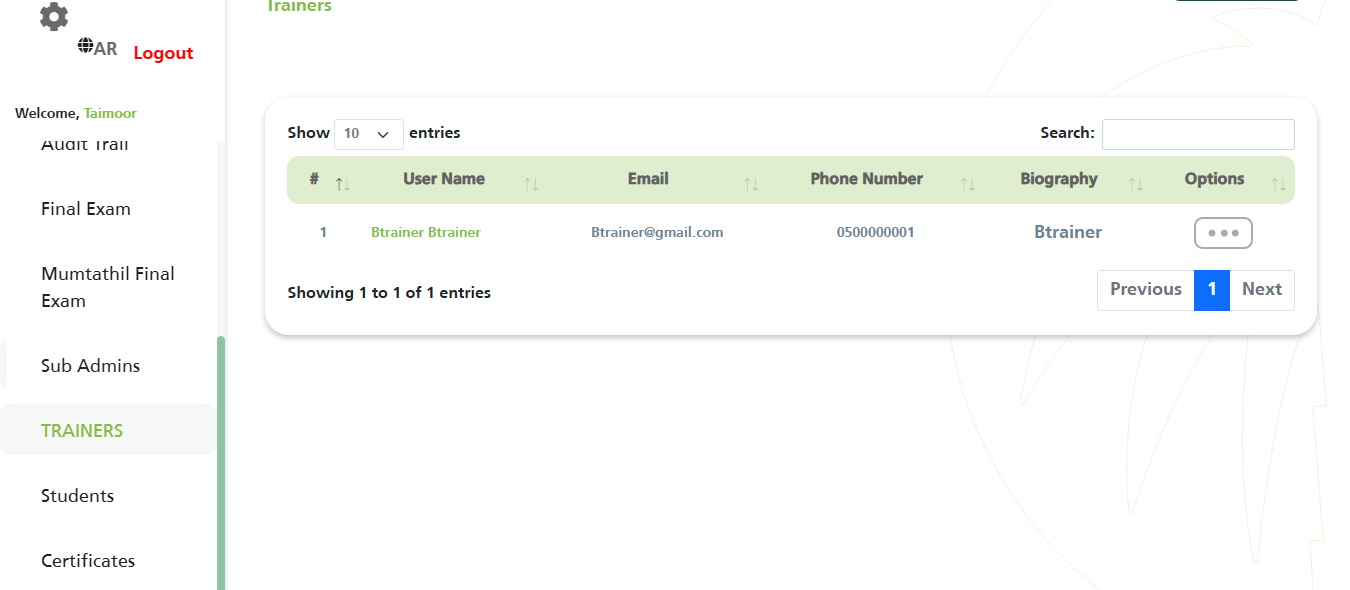 Trainers
AR Logout
Welcome, Taimoor
Audit Trail
Final Exam
Mumtathil Final
Exam
Sub Admins
TRAINERS
Students
Certificates
Show 10 entries
Search:
# User Name Email Phone Number Biography Options
1 Btrainer Btrainer Btrainer@gmail.com 0500000001 Btrainer
Showing 1 to 1 of 1 entries
Previous 1 Next